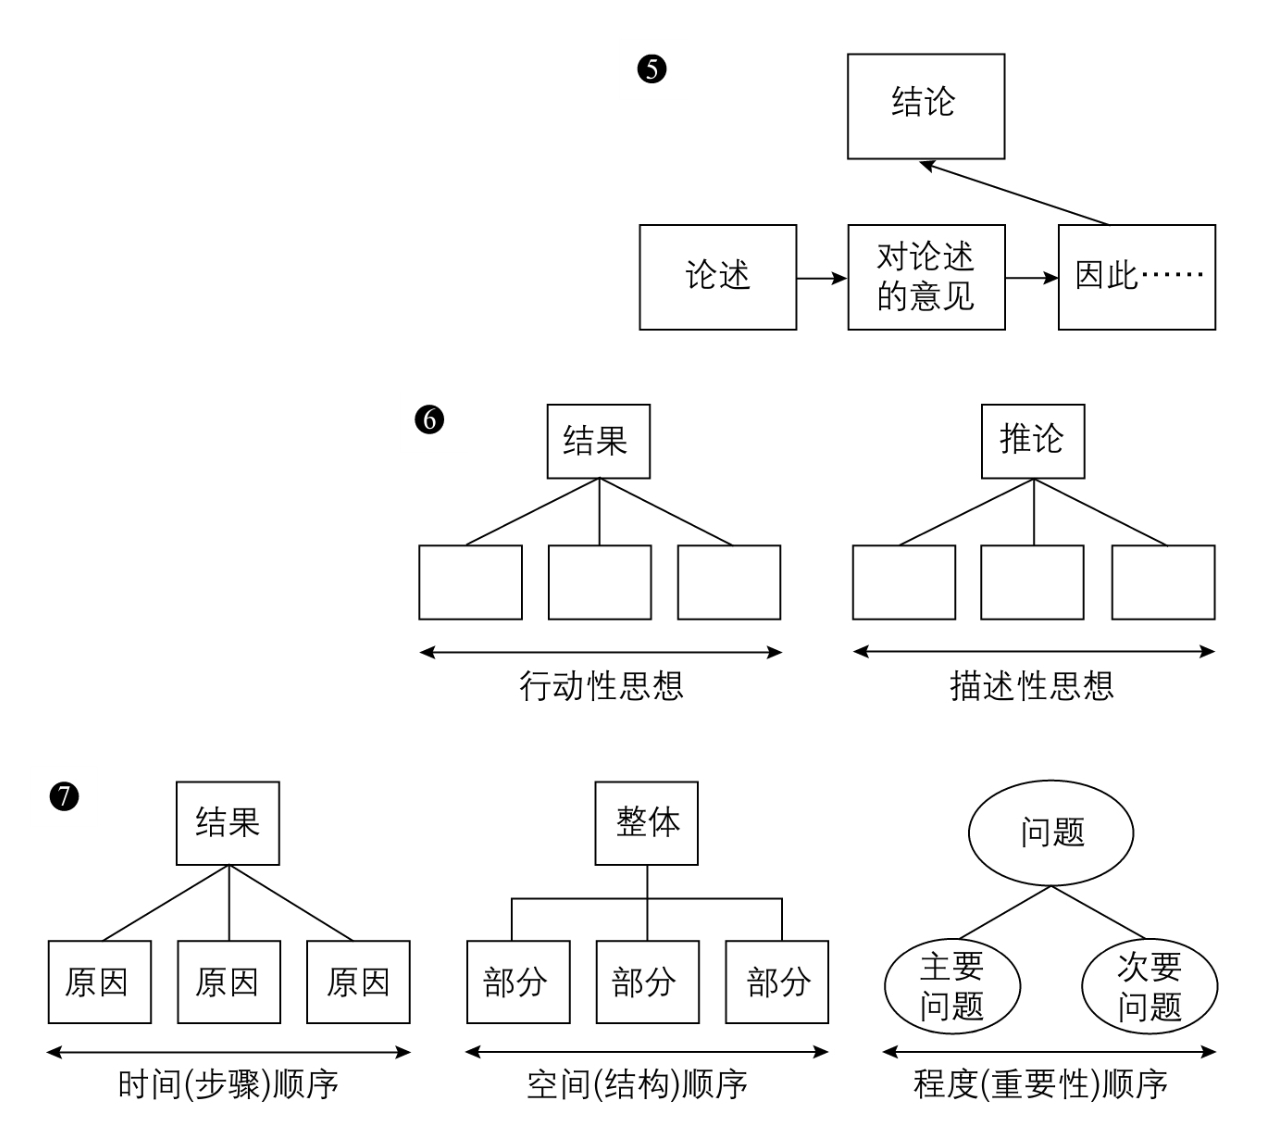 ❺
结论
论述
对论述
的意见
因此……
❻
结果
推论
行动性思想
描述性思想
❼
结果
原因
原因
原因
时间(步骤)顺序
整体
部分
部分
部分
空间(结构)顺序
问题
主要
问题
次要
问题
程度(重要性)顺序